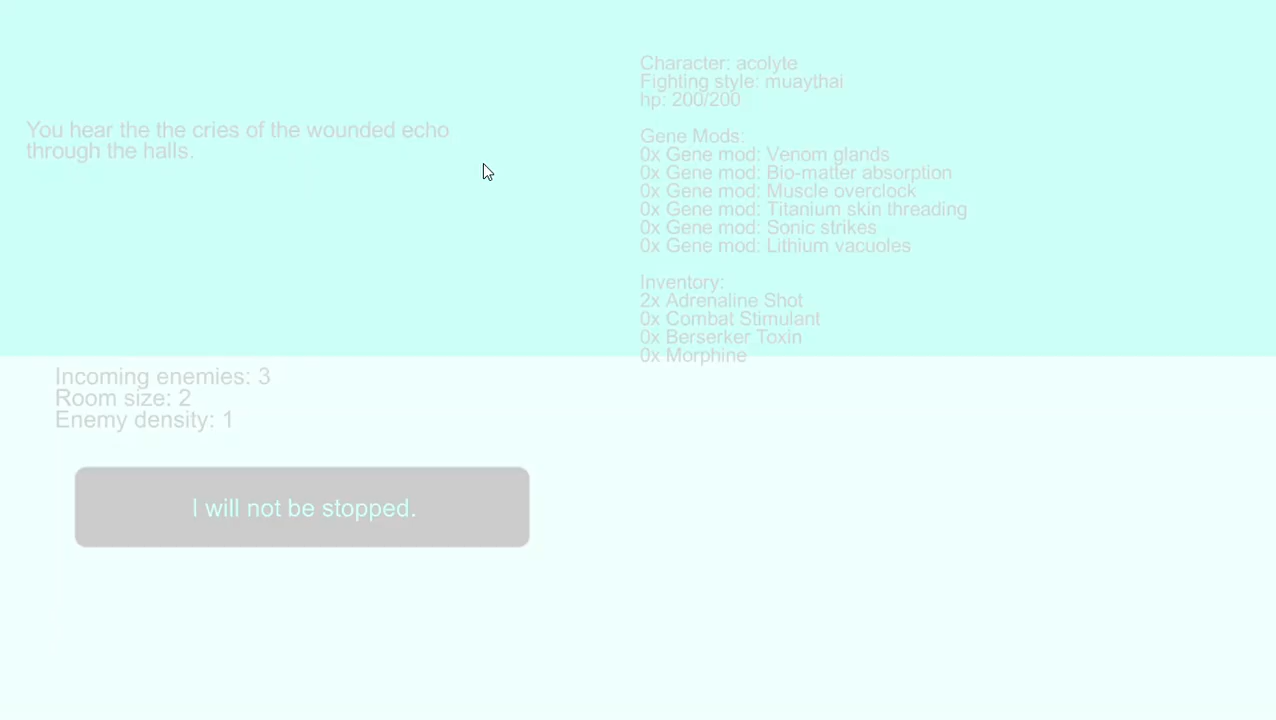 You hear the the cries of the wounded echo
through the halls.
Character: acolyte
Fighting style: muaythai
hp: 200/200
Gene Mods:
0x Gene mod: Venom glands
0x Gene mod: Bio-matter absorption
0x Gene mod: Muscle overclock
0x Gene mod: Titanium skin threading
0x Gene mod: Sonic strikes
0x Gene mod: Lithium vacuoles
Inventory:
2x Adrenaline Shot
0x Combat Stimulant
0x Berserker Toxin
0x Morphine
Incoming enemies: 3
Room size: 2
Enemy density: 1
I will not be stopped.